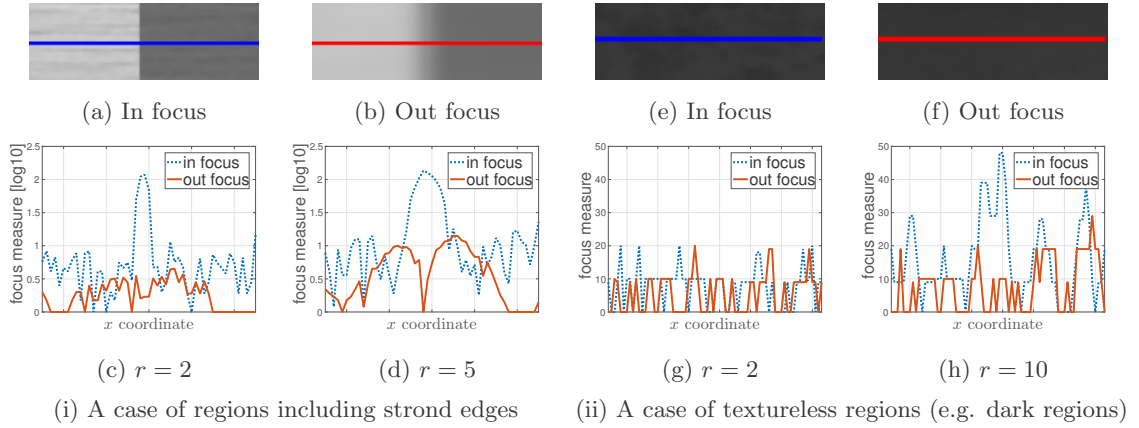 (a) In focus
(b) Out focus
(e) In focus
(f) Out focus
focus measure [log10]
2.5
2
1.5
1
0.5
0
in focus
out focus
x coordinate
(c) r = 2
focus measure [log10]
2.5
2
1.5
1
0.5
0
in focus
out focus
x coordinate
(d) r = 5
focus measure
50
40
30
20
10
0
in focus
out focus
x coordinate
(g) r = 2
focus measure
50
40
30
20
10
0
in focus
out focus
x coordinate
(h) r = 10
(i) A case of regions including strond edges
(ii) A case of textureless regions (e.g. dark regions)